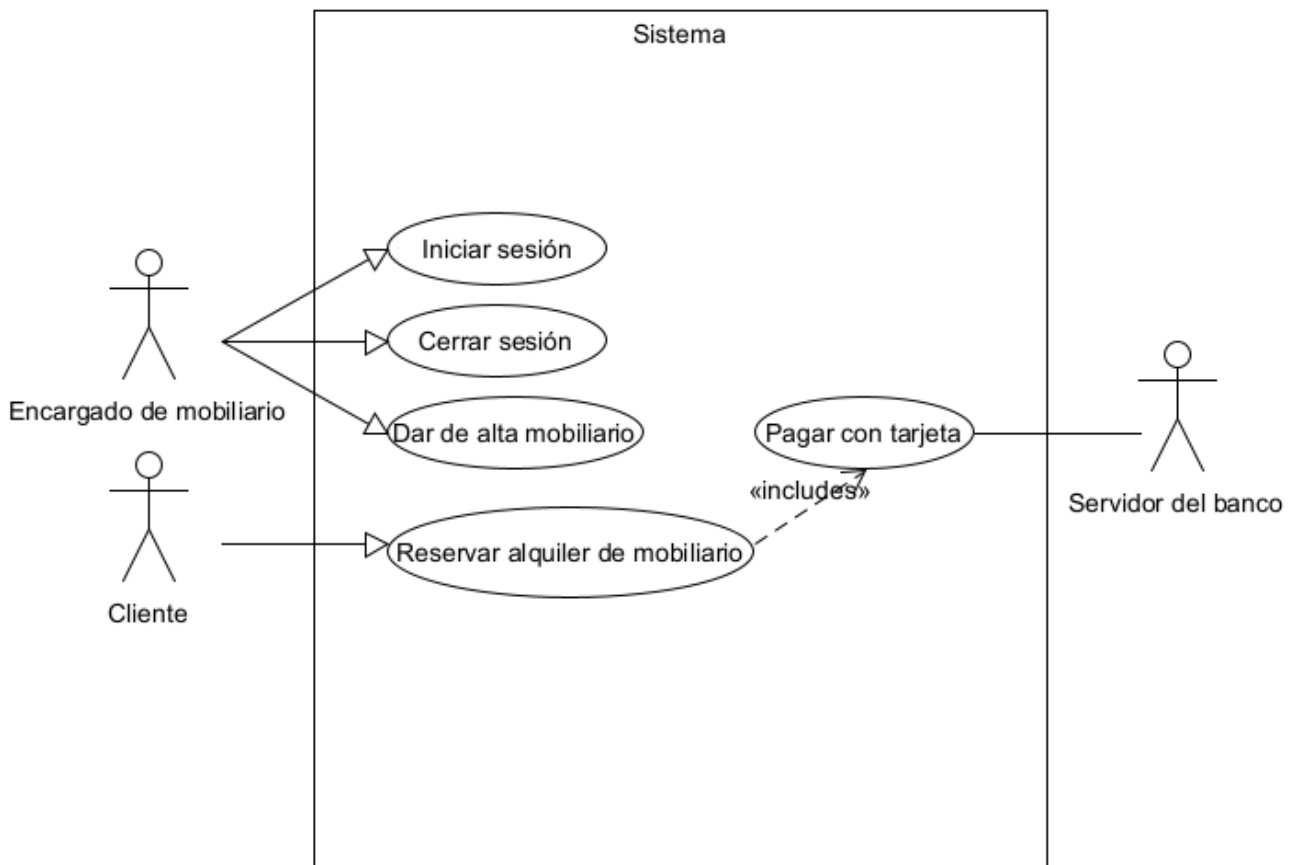 Sistema
Iniciar sesión
Cerrar sesión
Encargado de mobiliario
Dar de alta mobiliario
Pagar con tarjeta
«includes»
Servidor del banco
Reservar alquiler de mobiliario
Cliente